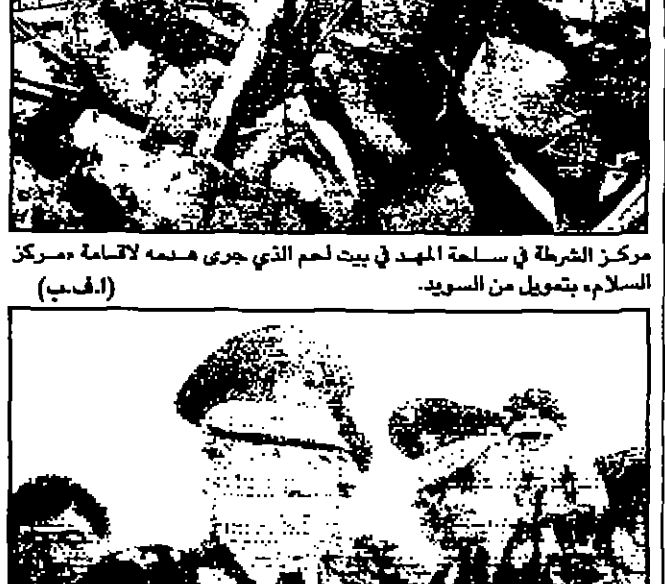 مركز الشرطة في ساحة المهد في بيت لحم الذي جرى هدمه لاقامة «مركز
السلام» بتمويل من السويد. (ا.ف.ب)